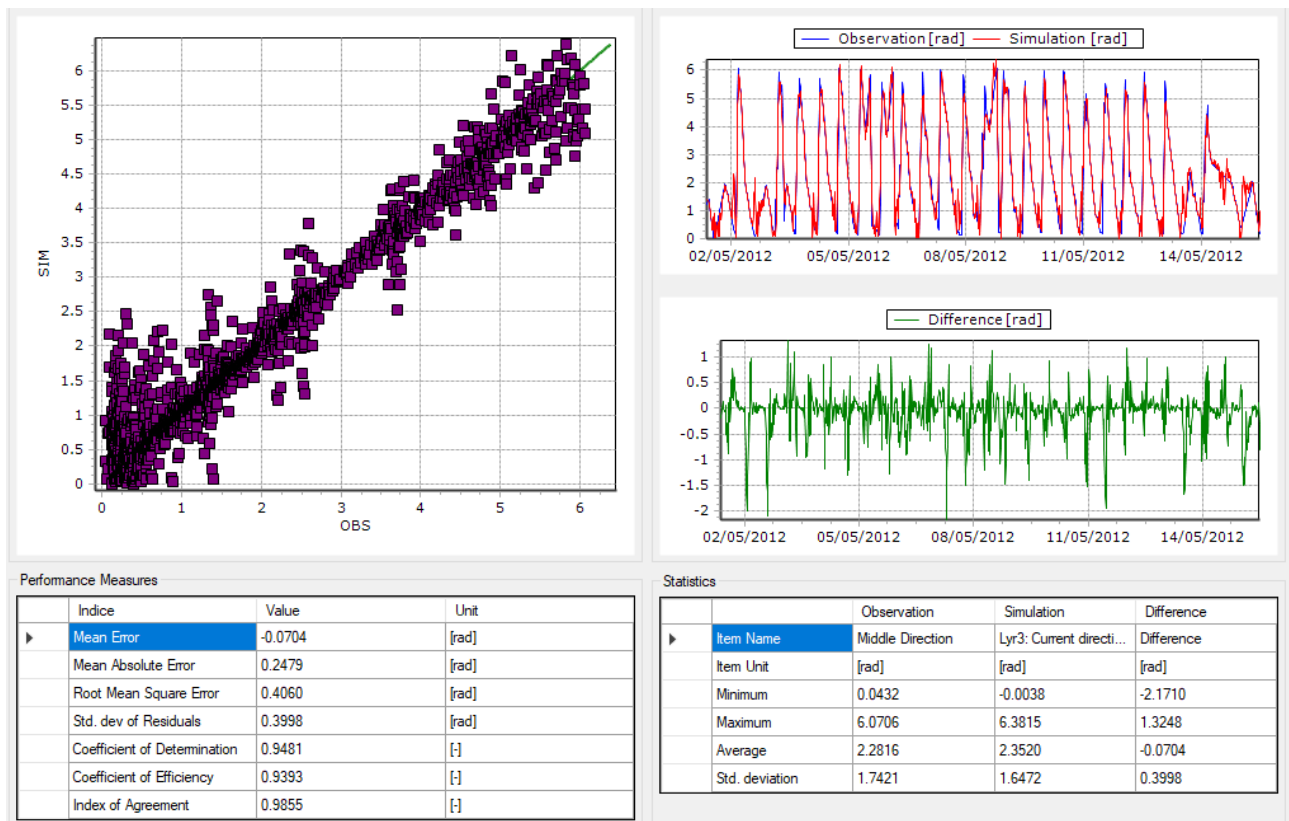 6
5.5
5
4.5
4
3.5
3
2.5
2
1.5
1
0.5
0
SIM
0 1 2 3 4 5 6
OBS
Observation [rad] Simulation [rad]
6
5
4
3
2
1
0
02/05/2012 05/05/2012 08/05/2012 11/05/2012 14/05/2012
Difference [rad]
1
0.5
0
-0.5
-1
-1.5
-2
02/05/2012 05/05/2012 08/05/2012 11/05/2012 14/05/2012
Performance Measures
Indice Value Unit
Mean Error -0.0704 [rad]
Mean Absolute Error 0.2479 [rad]
Root Mean Square Error 0.4060 [rad]
Std. dev of Residuals 0.3998 [rad]
Coefficient of Determination 0.9481 [-]
Coefficient of Efficiency 0.9393 [-]
Index of Agreement 0.9855 [-]
Statistics
Observation Simulation Difference
Item Name Middle Direction Lyr3: Current directi... Difference
Item Unit [rad] [rad] [rad]
Minimum 0.0432 -0.0038 -2.1710
Maximum 6.0706 6.3815 1.3248
Average 2.2816 2.3520 -0.0704
Std. deviation 1.7421 1.6472 0.3998